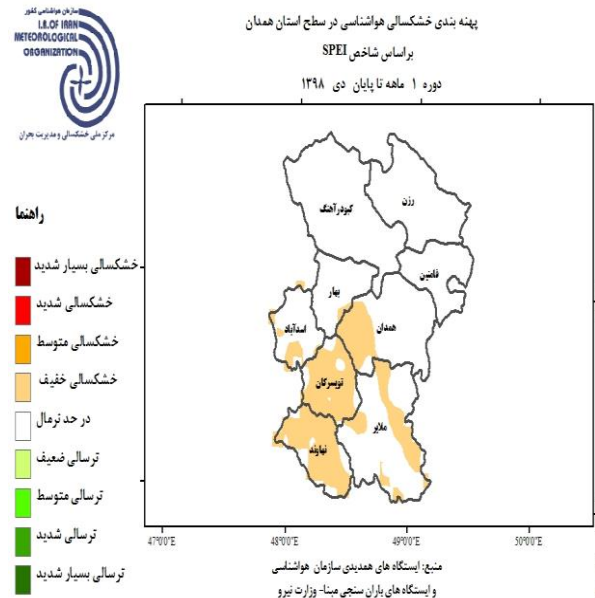 سازمان هواشناسی کشور
I.R.OF IRAN
METEOROLOGICAL
ORGANIZATION
مرکز ملی خشکسالی و مدیریت بحران
پهنه بندی خشکسالی هواشناسی در سطح استان همدان
بر اساس شاخص SPEI
دوره ۱ ماهه تا پایان دی ۱۳۹۸
راهنما
خشکسالی بسیار شدید
خشکسالی شدید
خشکسالی متوسط
خشکسالی خفیف
در حد نرمال
ترسالی ضعیف
ترسالی متوسط
ترسالی شدید
ترسالی بسیار شدید
رزن
کبودرآهنگ
فامنین
بهار
همدان
اسدآباد
تویسرکان
ملایر
نهاوند
47°0'0"E 48°0'0"E 49°0'0"E 50°0'0"E
منبع: ایستگاه های همدیدی سازمان هواشناسی
و ایستگاه های باران سنجی مبنا- وزارت نیرو